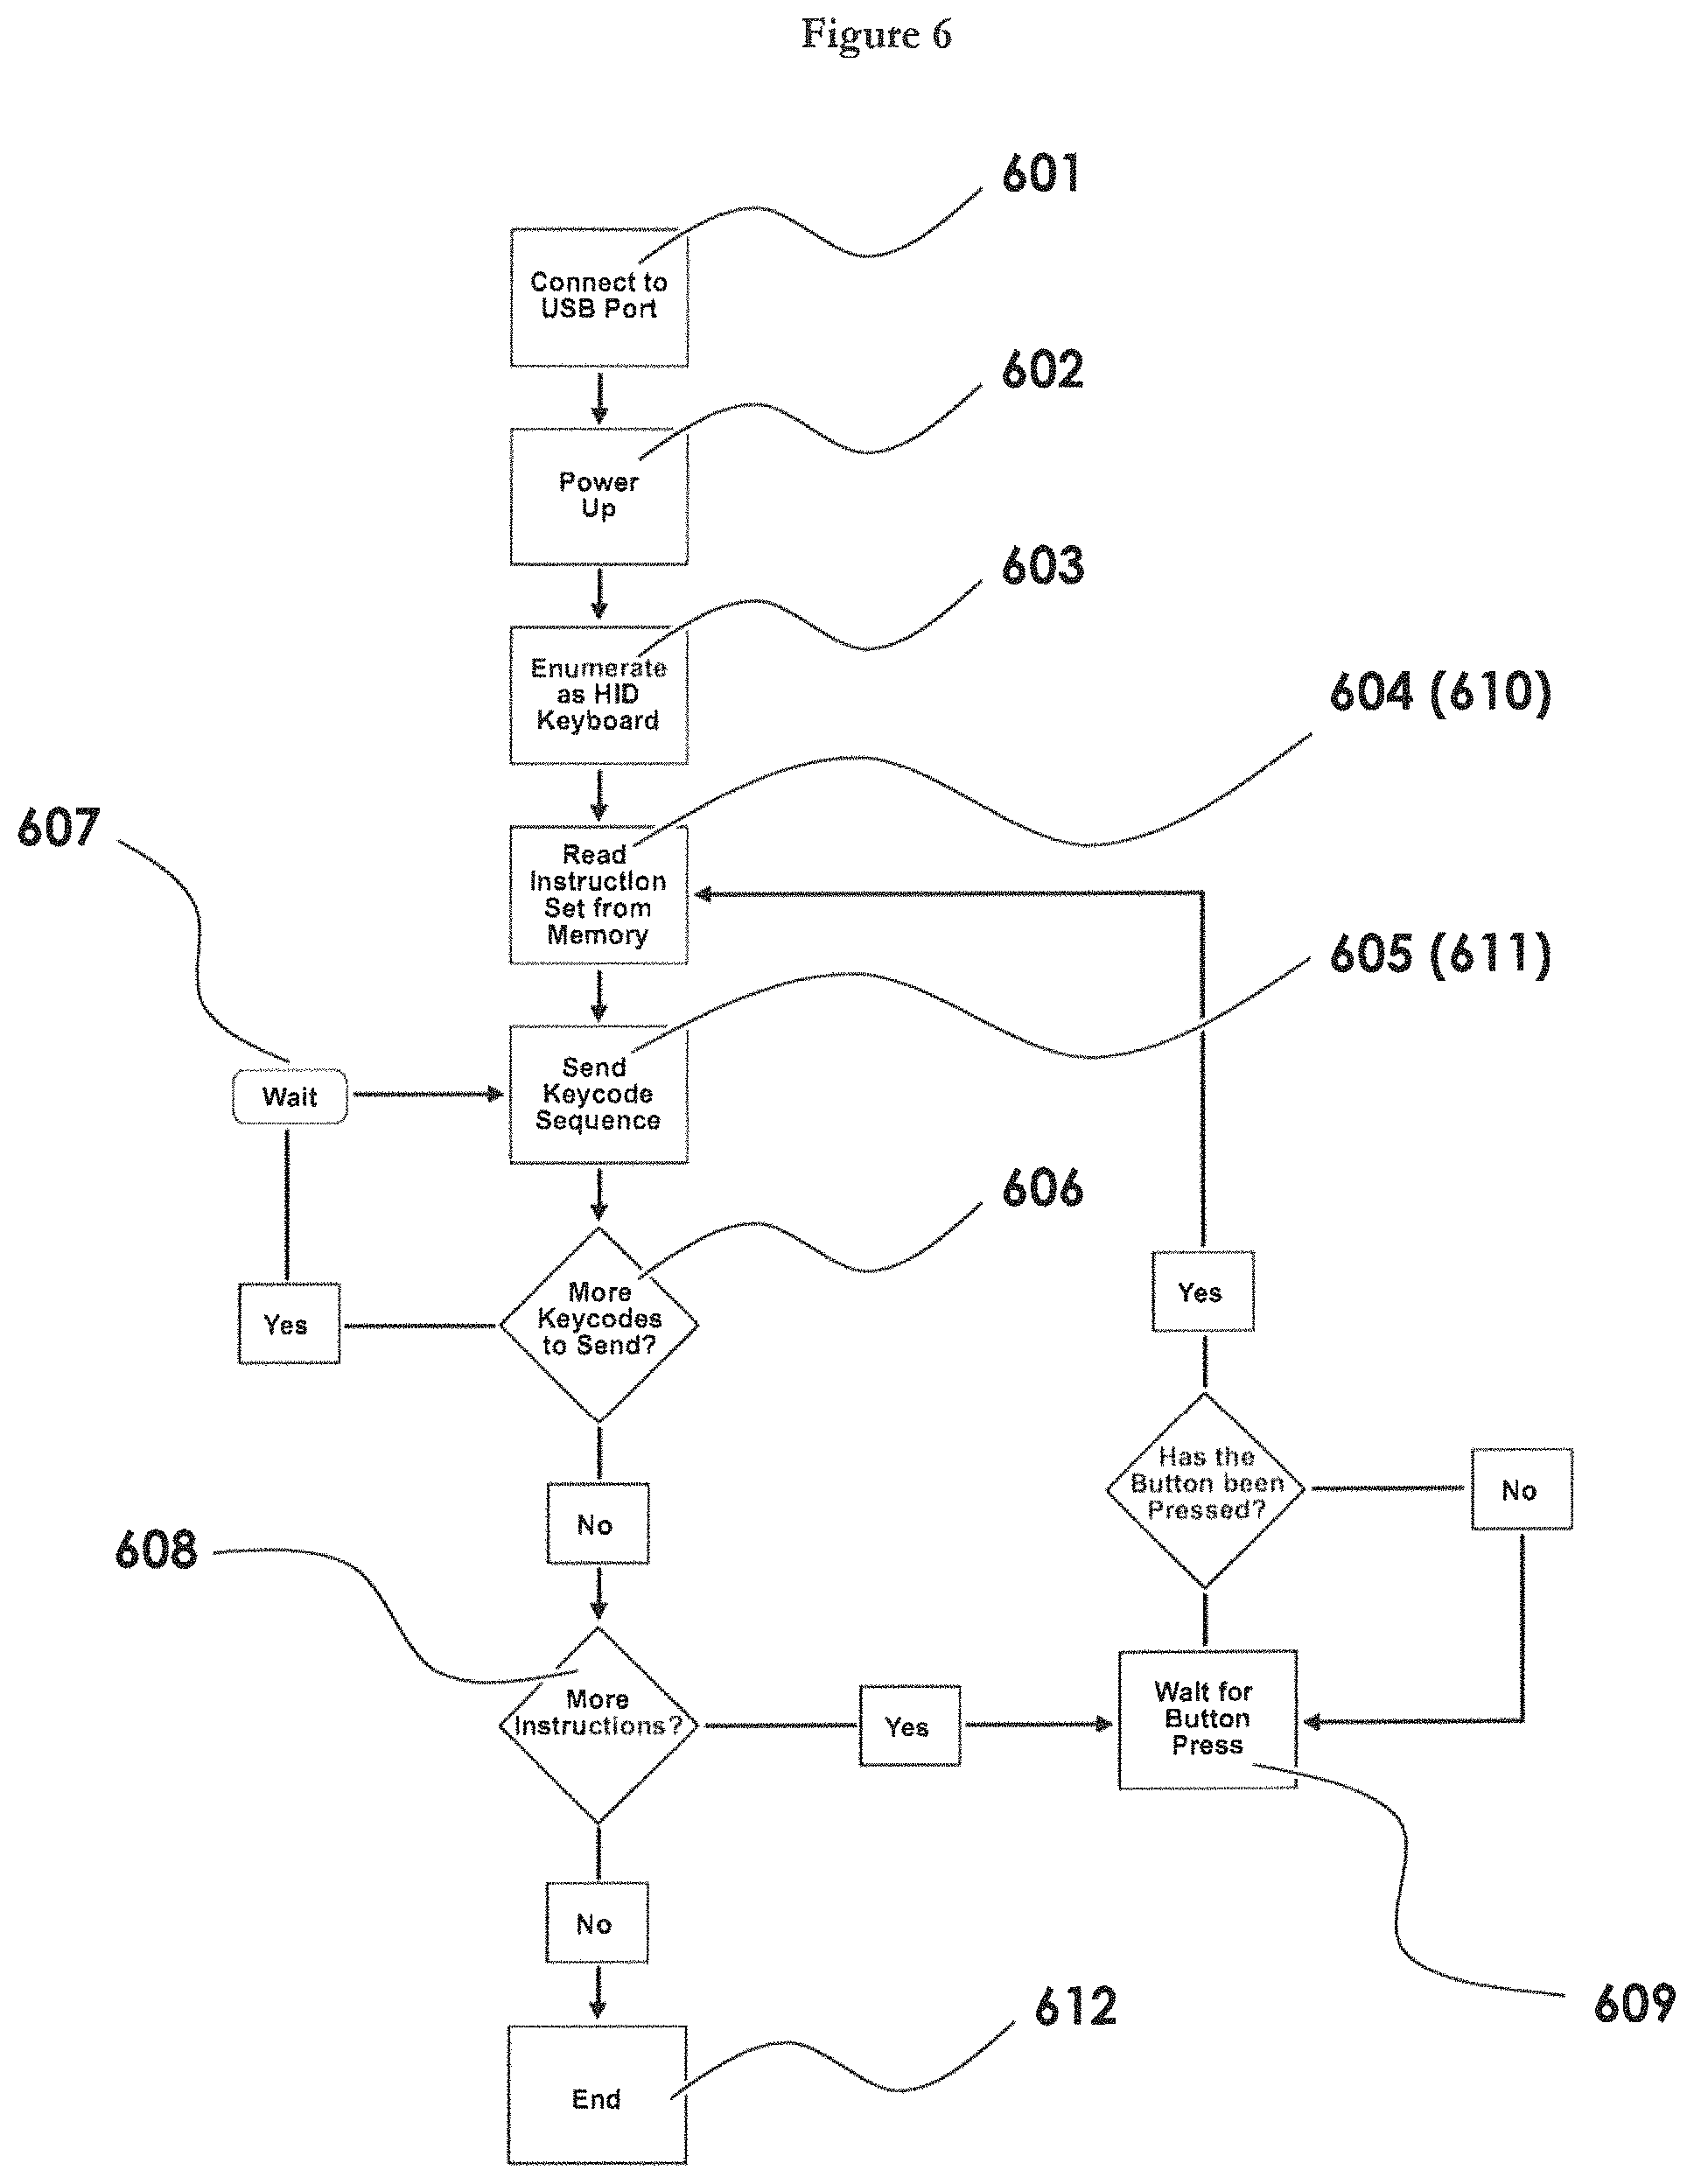 Figure 6
601
Connect to
USB Port
602
Power
Up
603
Enumerate
as HID
Keyboard
604 (610)
607
Read
Instruction
Set from
Memory
605 (611)
Send
Keycode
Sequence
Wait
606
More
Keycodes
to Send?
Yes
Yes
Has the
Button been
Pressed?
No
No
608
More
Instructions?
Yes
Wait for
Button
Press
No
609
612
End